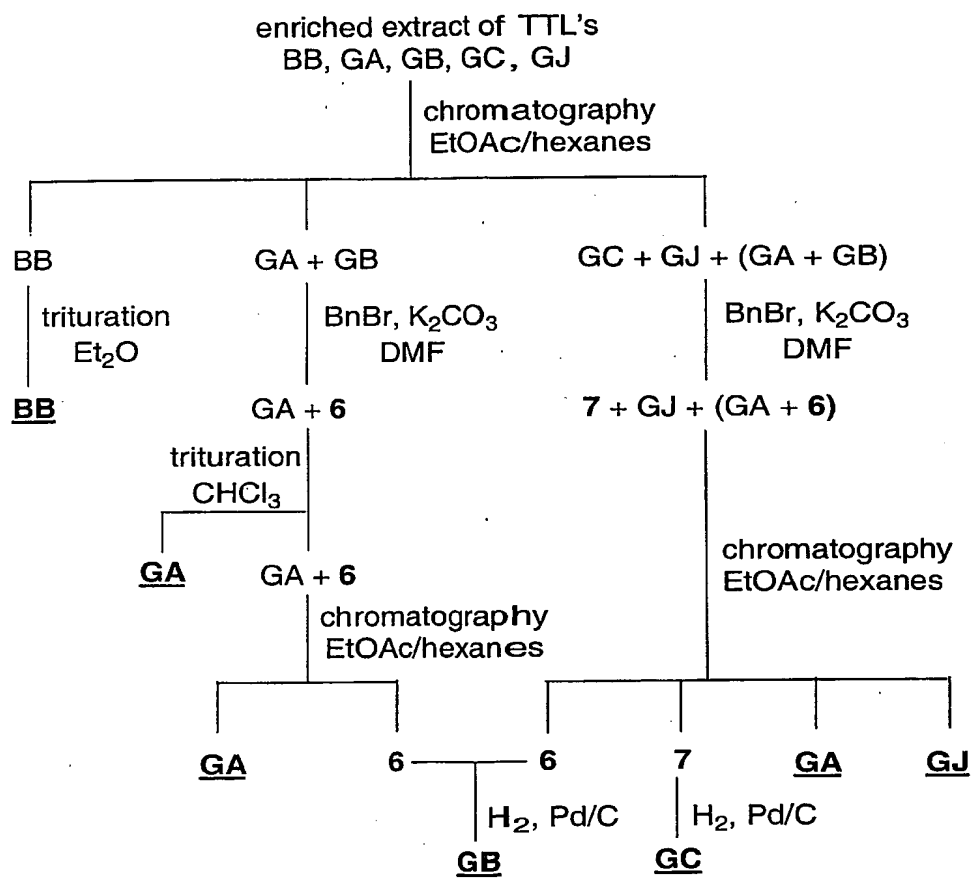 enriched extract of TTL's
BB, GA, GB, GC, GJ
chromatography
EtOAc/hexanes
BB
GA + GB
GC + GJ + (GA + GB)
trituration
Et₂O
BnBr, K₂CO₃
DMF
BnBr, K₂CO₃
DMF
BB
GA + 6
7 + GJ + (GA + 6)
trituration
CHCl₃
GA
GA + 6
chromatography
EtOAc/hexanes
chromatography
EtOAc/hexanes
GA
6
6
7
GA
GJ
H₂, Pd/C
H₂, Pd/C
GB
GC